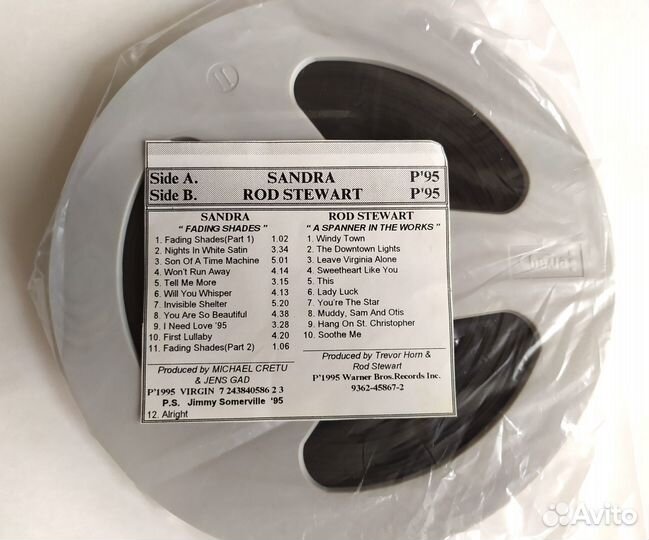 Side A. SANDRA P'95
Side B. ROD STEWART P'95
SANDRA
" FADING SHADES "
1. Fading Shades(Part 1) 1.02
2. Nights In White Satin 3.34
3. Son Of A Time Machine 5.01
4. Won't Run Away 4.14
5. Tell Me More 3.15
6. Will You Whisper 4.13
7. Invisible Shelter 5.20
8. You Are So Beautiful 4.38
9. I Need Love '95 3.28
10. First Lullaby 4.20
11. Fading Shades(Part 2) 1.06
Produced by MICHAEL CRETU
& JENS GAD
P'1995 VIRGIN 7 243840586 2 3
P.S. Jimmy Somerville '95
12. Alright
ROD STEWART
" A SPANNER IN THE WORKS "
1. Windy Town
2. The Downtown Lights
3. Leave Virginia Alone
4. Sweetheart Like You
5. This
6. Lady Luck
7. You're The Star
8. Muddy, Sam And Otis
9. Hang On St. Christopher
10. Soothe Me
Produced by Trevor Horn &
Rod Stewart
P'1995 Warner Bros.Records Inc.
9362-45867-2
Avito